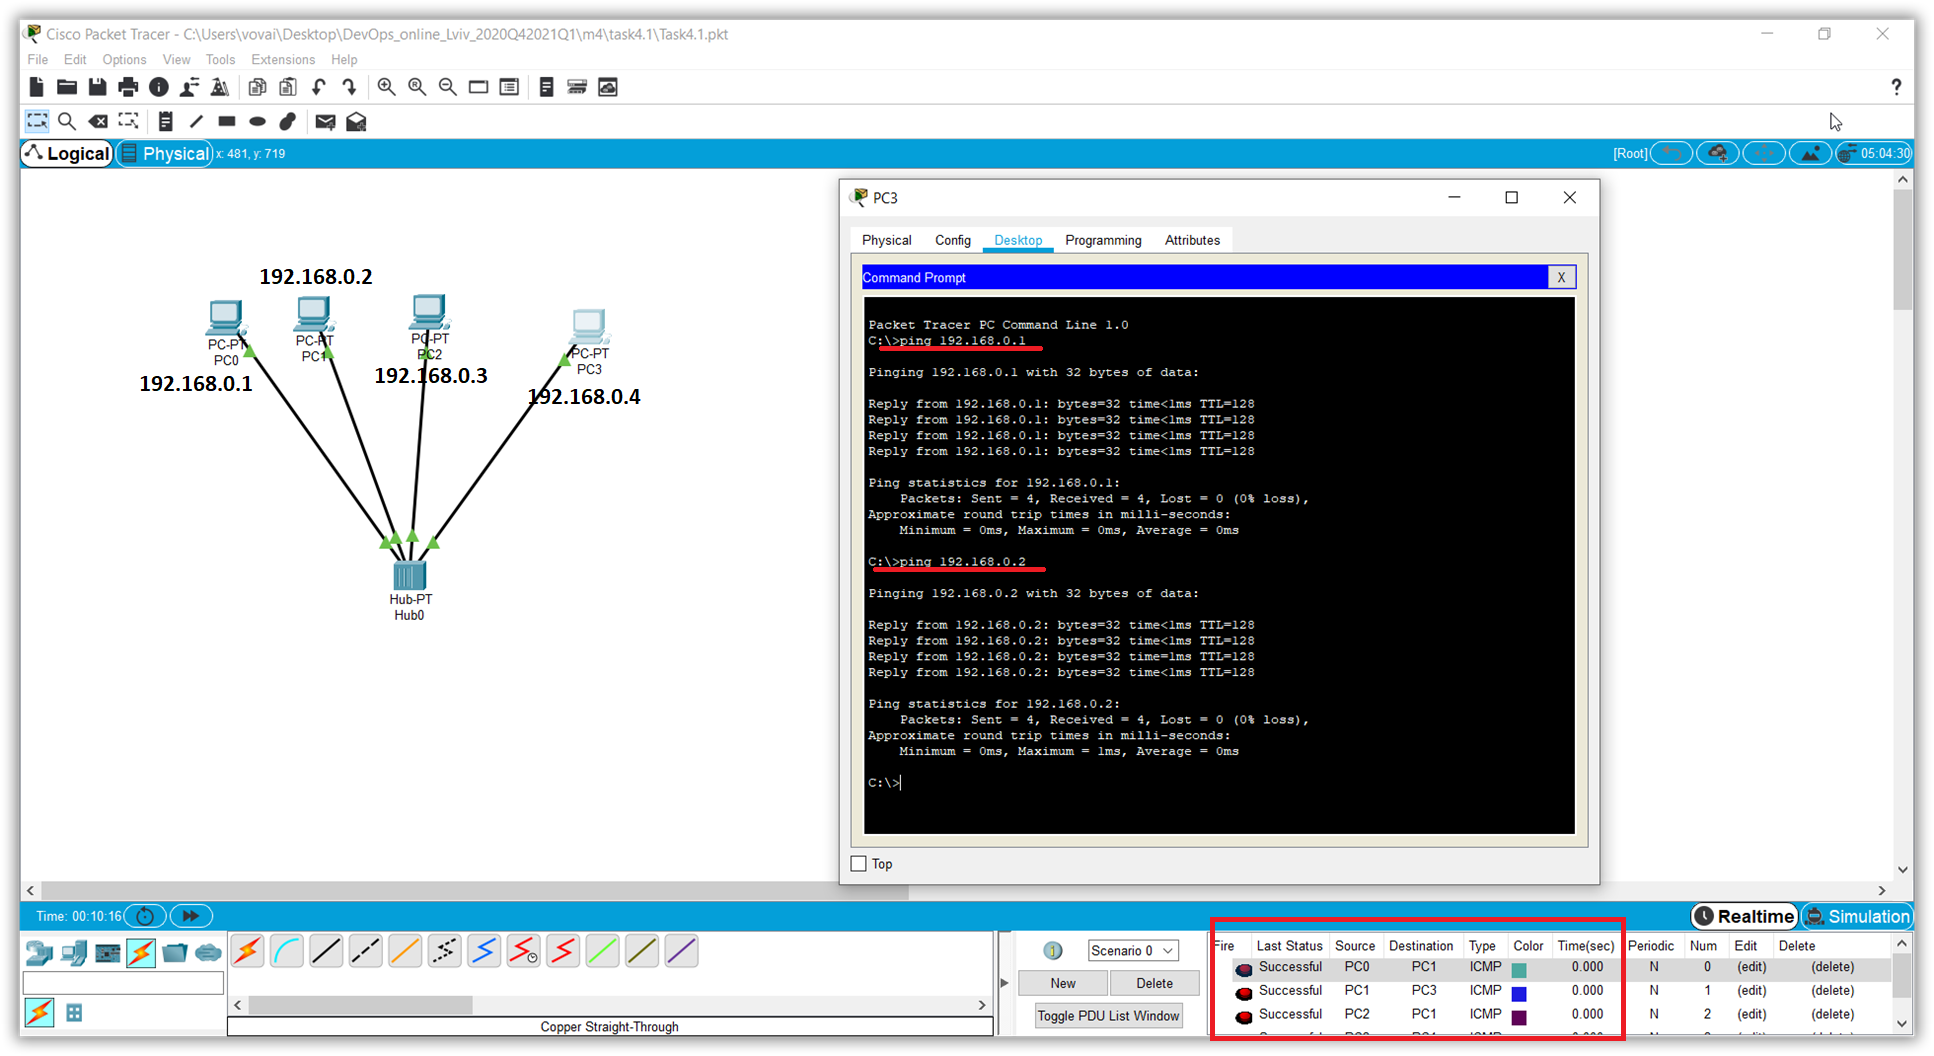 Cisco Packet Tracer - C:\Users\vovai\Desktop\DevOps_online_Lviv_2020Q42021Q1\m4\task4.1\Task4.1.pkt
File Edit Options View Tools Extensions Help
Logical Physical x: 481, y: 719 [Root] 05:04:30
192.168.0.2
PC-PT
PC0
192.168.0.1
PC-PT
PC1
PC-PT
PC2
192.168.0.3
PC-PT
PC3
192.168.0.4
Hub-PT
Hub0
PC3
Physical Config Desktop Programming Attributes
Command Prompt X
Packet Tracer PC Command Line 1.0
C:\>ping 192.168.0.1
Pinging 192.168.0.1 with 32 bytes of data:
Reply from 192.168.0.1: bytes=32 time<1ms TTL=128
Reply from 192.168.0.1: bytes=32 time<1ms TTL=128
Reply from 192.168.0.1: bytes=32 time<1ms TTL=128
Reply from 192.168.0.1: bytes=32 time<1ms TTL=128
Ping statistics for 192.168.0.1:
Packets: Sent = 4, Received = 4, Lost = 0 (0% loss),
Approximate round trip times in milli-seconds:
Minimum = 0ms, Maximum = 0ms, Average = 0ms
C:\>ping 192.168.0.2
Pinging 192.168.0.2 with 32 bytes of data:
Reply from 192.168.0.2: bytes=32 time<1ms TTL=128
Reply from 192.168.0.2: bytes=32 time<1ms TTL=128
Reply from 192.168.0.2: bytes=32 time=1ms TTL=128
Reply from 192.168.0.2: bytes=32 time<1ms TTL=128
Ping statistics for 192.168.0.2:
Packets: Sent = 4, Received = 4, Lost = 0 (0% loss),
Approximate round trip times in milli-seconds:
Minimum = 0ms, Maximum = 1ms, Average = 0ms
C:\>
Top
Time: 00:10:16 Realtime Simulation
Scenario 0
New Delete
Toggle PDU List Window
Copper Straight-Through
Fire Last Status Source Destination Type Color Time(sec) Periodic Num Edit Delete
Successful PC0 PC1 ICMP 0.000 N 0 (edit) (delete)
Successful PC1 PC3 ICMP 0.000 N 1 (edit) (delete)
Successful PC2 PC1 ICMP 0.000 N 2 (edit) (delete)